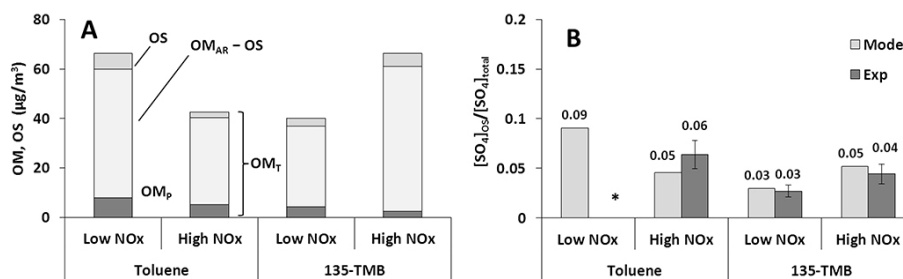 A
OM, OS (µg/m³)
80
60
40
20
0
OS
OM_AR – OS
OM_T
OM_P
Low NOx
High NOx
Low NOx
High NOx
Toluene
135-TMB
B
[SO₄]_OS/[SO₄]_total
0.2
0.15
0.1
0.05
0
Mode
Exp
0.09
*
0.05
0.06
0.03
0.03
0.05
0.04
Low NOx
High NOx
Low NOx
High NOx
Toluene
135-TMB